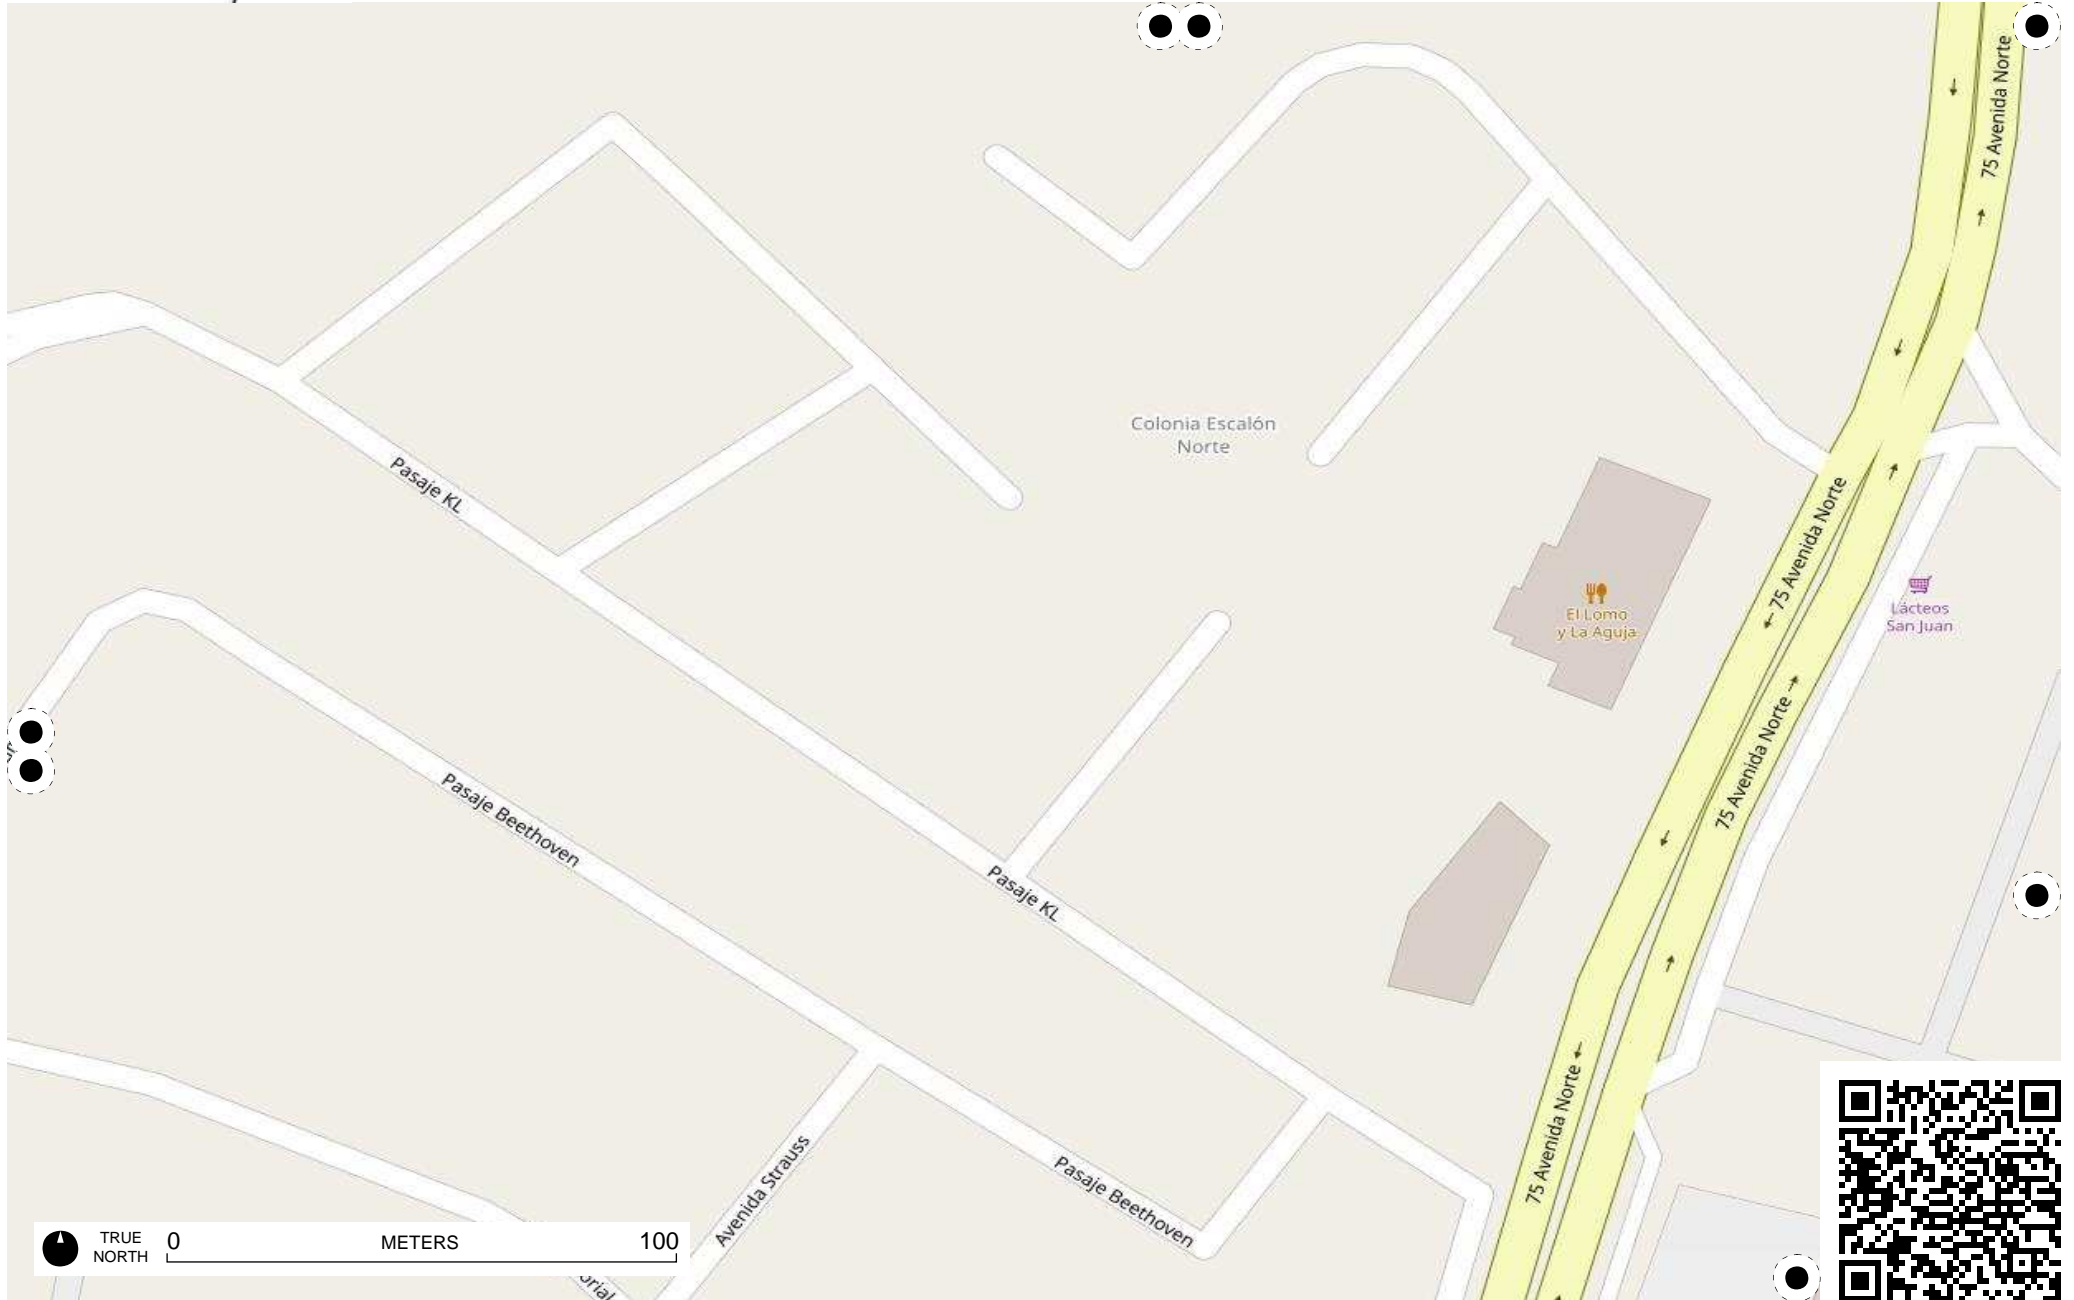 75 Avenida Norte
Colonia Escalón
Norte
Pasaje KL
75 Avenida Norte
El Lomo
y La Aguja
Lácteos
San Juan
75 Avenida Norte
Pasaje Beethoven
Pasaje KL
75 Avenida Norte
Avenida Strauss
Pasaje Beethoven
TRUE
NORTH
0
METERS
100